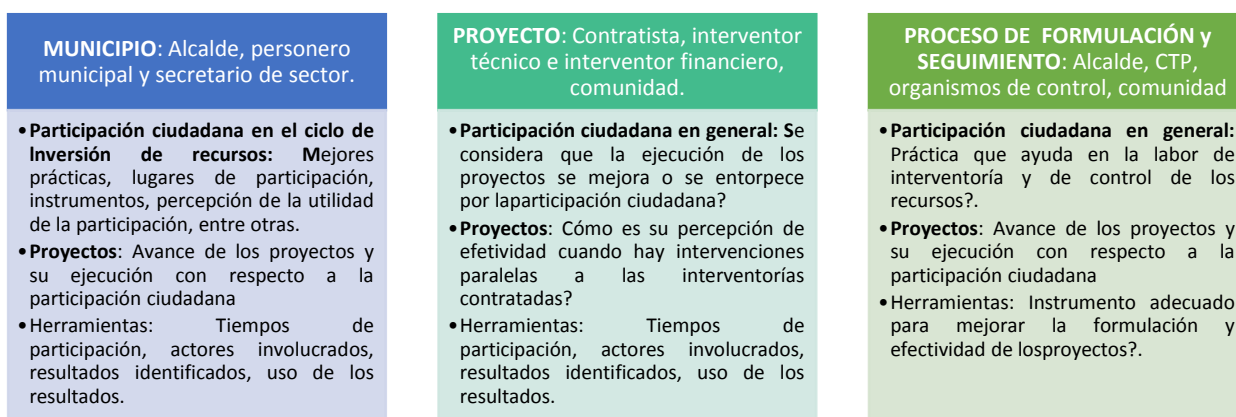 MUNICIPIO: Alcalde, personero
municipal y secretario de sector.
•Participación ciudadana en el ciclo de
Inversión de recursos: Mejores
prácticas, lugares de participación,
instrumentos, percepción de la utilidad
de la participación, entre otras.
•Proyectos: Avance de los proyectos y
su ejecución con respecto a la
participación ciudadana
•Herramientas: Tiempos de
participación, actores involucrados,
resultados identificados, uso de los
resultados.
PROYECTO: Contratista, interventor
técnico e interventor financiero,
comunidad.
•Participación ciudadana en general: Se
considera que la ejecución de los
proyectos se mejora o se entorpece
por laparticipación ciudadana?
•Proyectos: Cómo es su percepción de
efetividad cuando hay intervenciones
paralelas a las interventorías
contratadas?
•Herramientas: Tiempos de
participación, actores involucrados,
resultados identificados, uso de los
resultados.
PROCESO DE FORMULACIÓN y
SEGUIMIENTO: Alcalde, CTP,
organismos de control, comunidad
•Participación ciudadana en general:
Práctica que ayuda en la labor de
interventoría y de control de los
recursos?.
•Proyectos: Avance de los proyectos y
su ejecución con respecto a la
participación ciudadana
•Herramientas: Instrumento adecuado
para mejorar la formulación y
efectividad de losproyectos?.